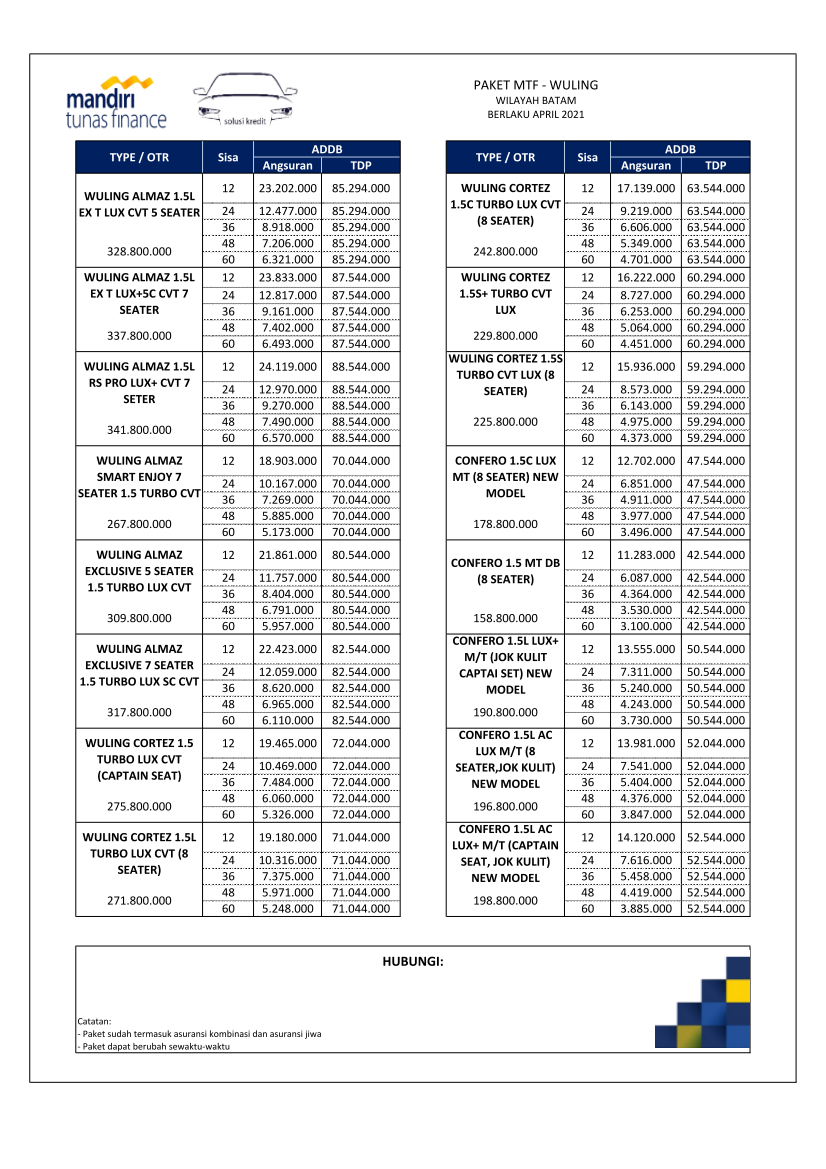 mandiri
tunas finance
solusi kredit
PAKET MTF - WULING
WILAYAH BATAM
BERLAKU APRIL 2021
TYPE / OTR Sisa ADDB
Angsuran TDP
WULING ALMAZ 1.5L
EX T LUX CVT 5 SEATER
328.800.000
12 23.202.000 85.294.000
24 12.477.000 85.294.000
36 8.918.000 85.294.000
48 7.206.000 85.294.000
60 6.321.000 85.294.000
WULING ALMAZ 1.5L
EX T LUX+5C CVT 7
SEATER
337.800.000
12 23.833.000 87.544.000
24 12.817.000 87.544.000
36 9.161.000 87.544.000
48 7.402.000 87.544.000
60 6.493.000 87.544.000
WULING ALMAZ 1.5L
RS PRO LUX+ CVT 7
SETER
341.800.000
12 24.119.000 88.544.000
24 12.970.000 88.544.000
36 9.270.000 88.544.000
48 7.490.000 88.544.000
60 6.570.000 88.544.000
WULING ALMAZ
SMART ENJOY 7
SEATER 1.5 TURBO CVT
267.800.000
12 18.903.000 70.044.000
24 10.167.000 70.044.000
36 7.269.000 70.044.000
48 5.885.000 70.044.000
60 5.173.000 70.044.000
WULING ALMAZ
EXCLUSIVE 5 SEATER
1.5 TURBO LUX CVT
309.800.000
12 21.861.000 80.544.000
24 11.757.000 80.544.000
36 8.404.000 80.544.000
48 6.791.000 80.544.000
60 5.957.000 80.544.000
WULING ALMAZ
EXCLUSIVE 7 SEATER
1.5 TURBO LUX SC CVT
317.800.000
12 22.423.000 82.544.000
24 12.059.000 82.544.000
36 8.620.000 82.544.000
48 6.965.000 82.544.000
60 6.110.000 82.544.000
WULING CORTEZ 1.5
TURBO LUX CVT
(CAPTAIN SEAT)
275.800.000
12 19.465.000 72.044.000
24 10.469.000 72.044.000
36 7.484.000 72.044.000
48 6.060.000 72.044.000
60 5.326.000 72.044.000
WULING CORTEZ 1.5L
TURBO LUX CVT (8
SEATER)
271.800.000
12 19.180.000 71.044.000
24 10.316.000 71.044.000
36 7.375.000 71.044.000
48 5.971.000 71.044.000
60 5.248.000 71.044.000
TYPE / OTR Sisa ADDB
Angsuran TDP
WULING CORTEZ
1.5C TURBO LUX CVT
(8 SEATER)
242.800.000
12 17.139.000 63.544.000
24 9.219.000 63.544.000
36 6.606.000 63.544.000
48 5.349.000 63.544.000
60 4.701.000 63.544.000
WULING CORTEZ
1.5S+ TURBO CVT
LUX
229.800.000
12 16.222.000 60.294.000
24 8.727.000 60.294.000
36 6.253.000 60.294.000
48 5.064.000 60.294.000
60 4.451.000 60.294.000
WULING CORTEZ 1.5S
TURBO CVT LUX (8
SEATER)
225.800.000
12 15.936.000 59.294.000
24 8.573.000 59.294.000
36 6.143.000 59.294.000
48 4.975.000 59.294.000
60 4.373.000 59.294.000
CONFERO 1.5C LUX
MT (8 SEATER) NEW
MODEL
178.800.000
12 12.702.000 47.544.000
24 6.851.000 47.544.000
36 4.911.000 47.544.000
48 3.977.000 47.544.000
60 3.496.000 47.544.000
CONFERO 1.5 MT DB
(8 SEATER)
158.800.000
12 11.283.000 42.544.000
24 6.087.000 42.544.000
36 4.364.000 42.544.000
48 3.530.000 42.544.000
60 3.100.000 42.544.000
CONFERO 1.5L LUX+
M/T (JOK KULIT
CAPTAI SET) NEW
MODEL
190.800.000
12 13.555.000 50.544.000
24 7.311.000 50.544.000
36 5.240.000 50.544.000
48 4.243.000 50.544.000
60 3.730.000 50.544.000
CONFERO 1.5L AC
LUX M/T (8
SEATER,JOK KULIT)
NEW MODEL
196.800.000
12 13.981.000 52.044.000
24 7.541.000 52.044.000
36 5.404.000 52.044.000
48 4.376.000 52.044.000
60 3.847.000 52.044.000
CONFERO 1.5L AC
LUX+ M/T (CAPTAIN
SEAT, JOK KULIT)
NEW MODEL
198.800.000
12 14.120.000 52.544.000
24 7.616.000 52.544.000
36 5.458.000 52.544.000
48 4.419.000 52.544.000
60 3.885.000 52.544.000
HUBUNGI:
Catatan:
- Paket sudah termasuk asuransi kombinasi dan asuransi jiwa
- Paket dapat berubah sewaktu-waktu